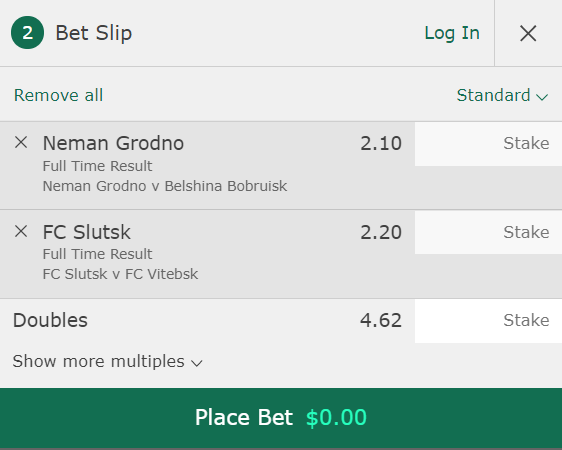 2 Bet Slip Log In
Remove all Standard
Neman Grodno 2.10 Stake
Full Time Result
Neman Grodno v Belshina Bobruisk
FC Slutsk 2.20 Stake
Full Time Result
FC Slutsk v FC Vitebsk
Doubles 4.62 Stake
Show more multiples
Place Bet $0.00